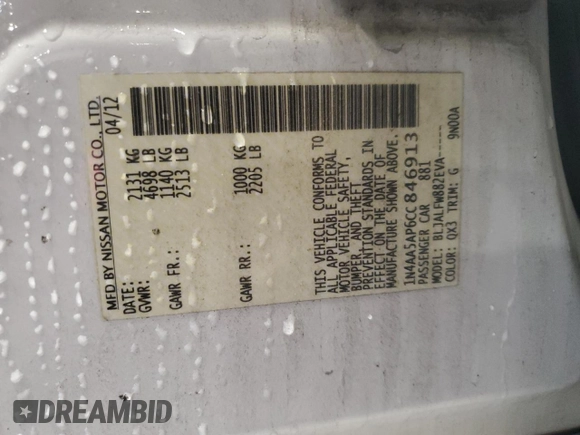 MFD BY NISSAN MOTOR CO., LTD.
DATE: 04/12
GVWR: 2131 KG
4698 LB
GAWR FR.: 1140 KG
2513 LB
GAWR RR.: 1000 KG
2205 LB
THIS VEHICLE CONFORMS TO
ALL APPLICABLE FEDERAL
MOTOR VEHICLE SAFETY,
BUMPER, AND THEFT
PREVENTION STANDARDS IN
EFFECT ON THE DATE OF
MANUFACTURE SHOWN ABOVE.
1N4AA5AP6CC846913
PASSENGER CAR 881
MODEL: BLJALFW882EVA-----
COLOR: QX3 TRIM: G 9N00A
DREAMBID